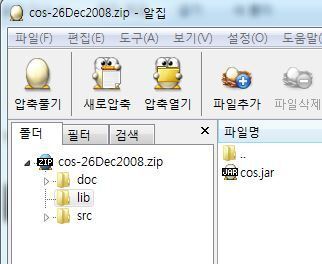 cos-26Dec2008.zip - 알집
파일(F) 편집(E) 도구(A) 보기(V) 설정(O) 도움말
압축풀기 새로압축 압축열기 파일추가 파일삭제
폴더 필터 검색 파일명
ZIP cos-26Dec2008.zip ..
doc JAR cos.jar
lib
src